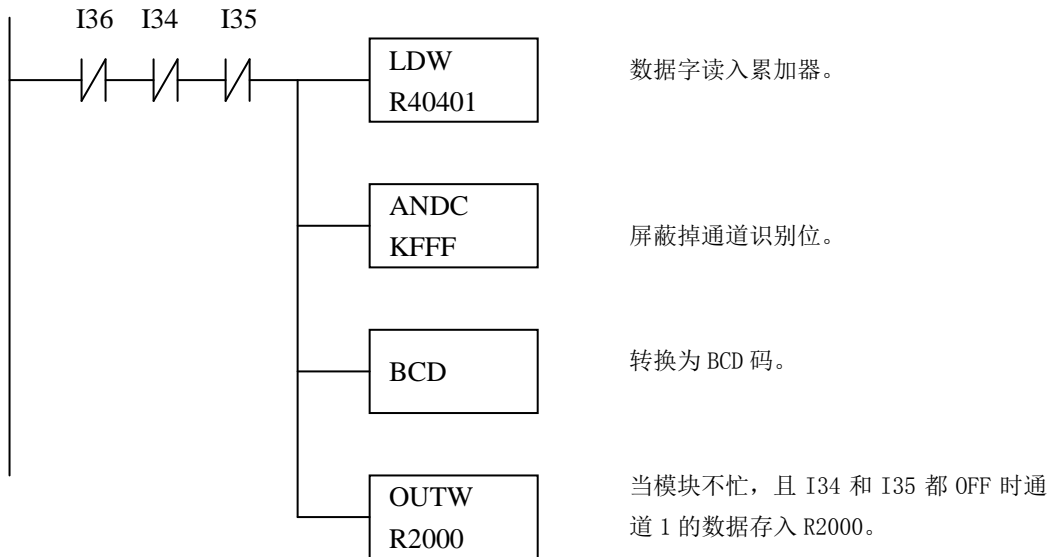 I36 I34 I35
LDW
R40401
数据字读入累加器。
ANDC
KFFF
屏蔽掉通道识别位。
BCD
转换为 BCD 码。
OUTW
R2000
当模块不忙，且 I34 和 I35 都 OFF 时通
道 1 的数据存入 R2000。